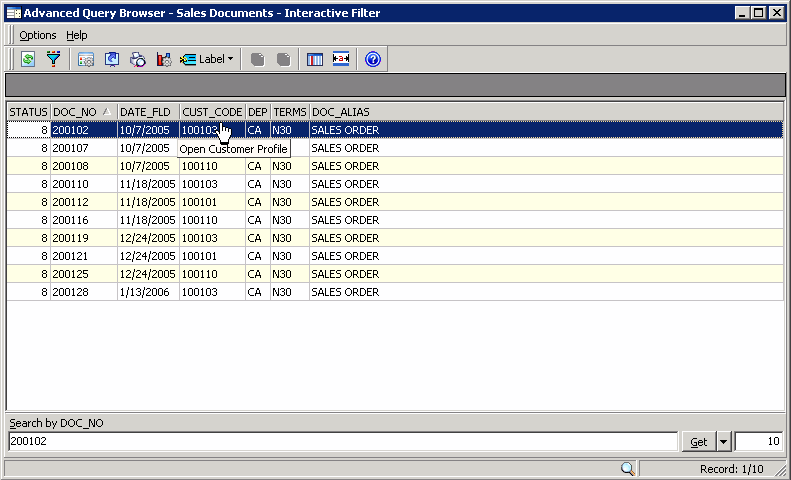 Advanced Query Browser - Sales Documents - Interactive Filter
Options Help
Label
STATUS DOC_NO DATE_FLD CUST_CODE DEP TERMS DOC_ALIAS
8 200102 10/7/2005 100103 CA N30 SALES ORDER
8 200107 10/7/2005 CA N30 SALES ORDER
Open Customer Profile
8 200108 10/7/2005 100110 CA N30 SALES ORDER
8 200110 11/18/2005 100103 CA N30 SALES ORDER
8 200112 11/18/2005 100101 CA N30 SALES ORDER
8 200116 11/18/2005 100110 CA N30 SALES ORDER
8 200119 12/24/2005 100103 CA N30 SALES ORDER
8 200121 12/24/2005 100101 CA N30 SALES ORDER
8 200125 12/24/2005 100110 CA N30 SALES ORDER
8 200128 1/13/2006 100103 CA N30 SALES ORDER
Search by DOC_NO
200102 Get 10
Record: 1/10